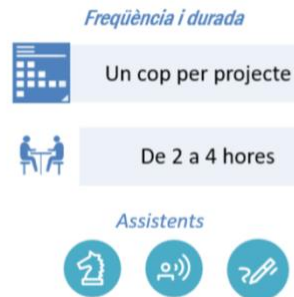 Freqüència i durada
Un cop per projecte
De 2 a 4 hores
Assistents